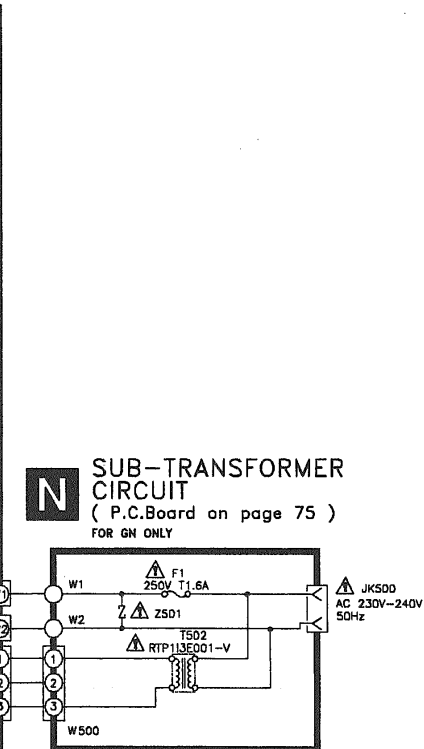 N
SUB-TRANSFORMER
CIRCUIT
( P.C.Board on page 75 )
FOR GN ONLY
W1
F1
250V T1.6A
JK500
AC 230V-240V
50Hz
Z501
W2
T502
RTP1I3E001-V
1
2
3
W500